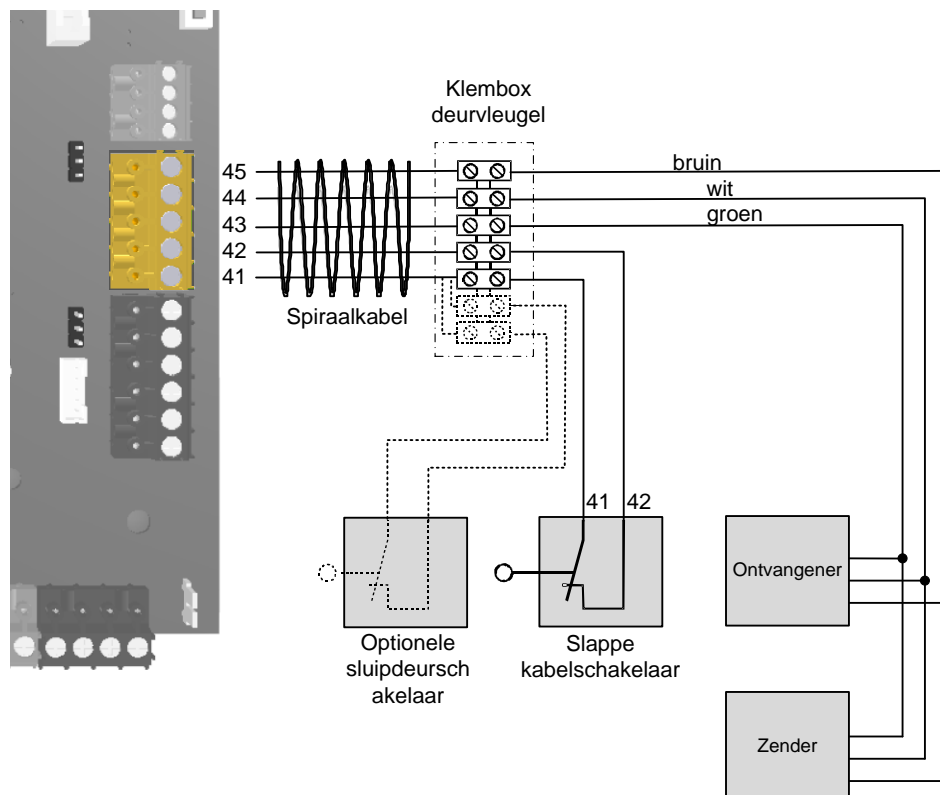 Klembox
deurvleugel
45
bruin
44
wit
43
groen
42
41
Spiraalkabel
41 42
Ontvangener
Optionele
sluipdeursch
akelaar
Slappe
kabelschakelaar
Zender